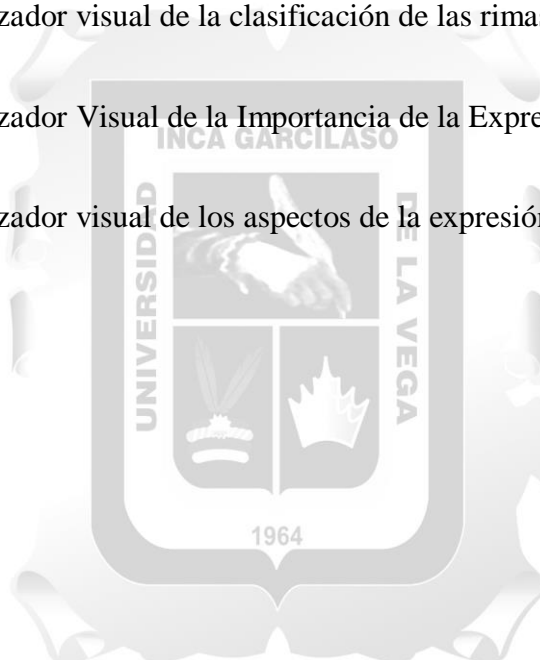 zador visual de la clasificación de las rimas
zador Visual de la Importancia de la Expre
zador visual de los aspectos de la expresión
INCA GARCILASO
UNIVERSIDAD
DE LA VEGA
1964